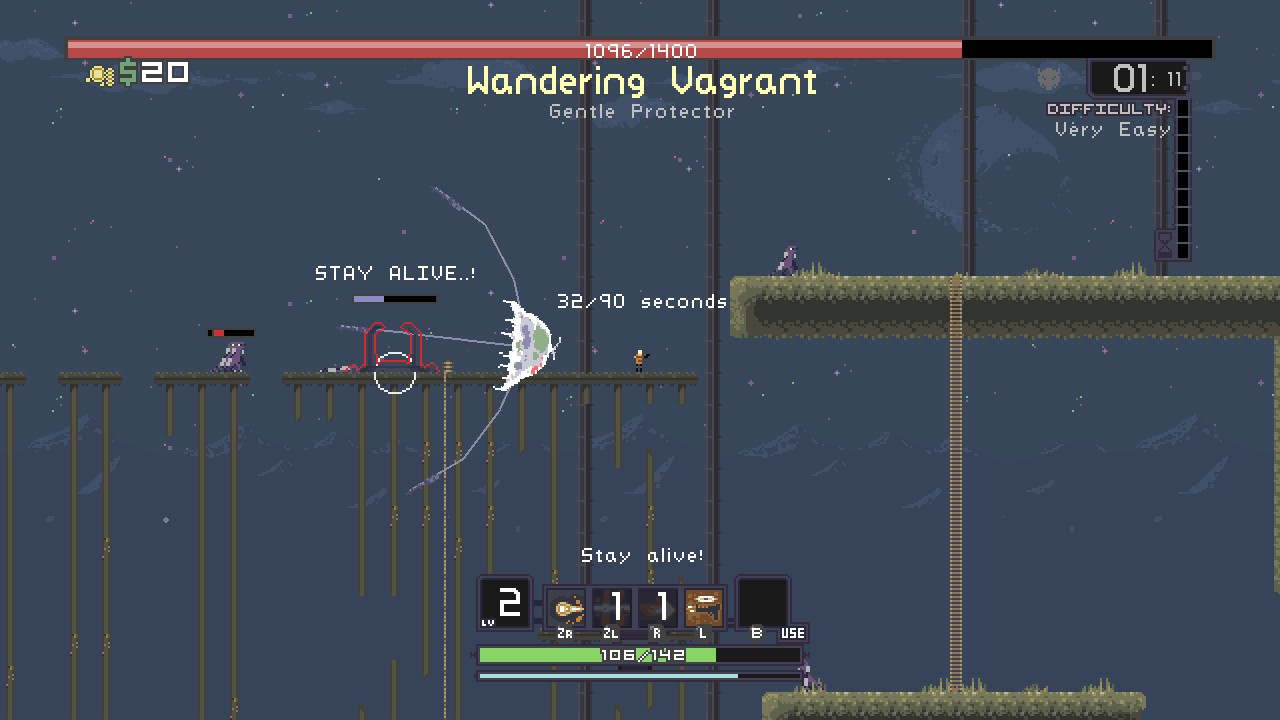 1096/1400
$20
Wandering Vagrant
Gentle Protector
01: 11
DIFFICULTY:
Very Easy
STAY ALIVE..!
32/90 seconds
Stay alive!
2
LV
1
1
ZR
ZL
R
L
B
USE
106/142